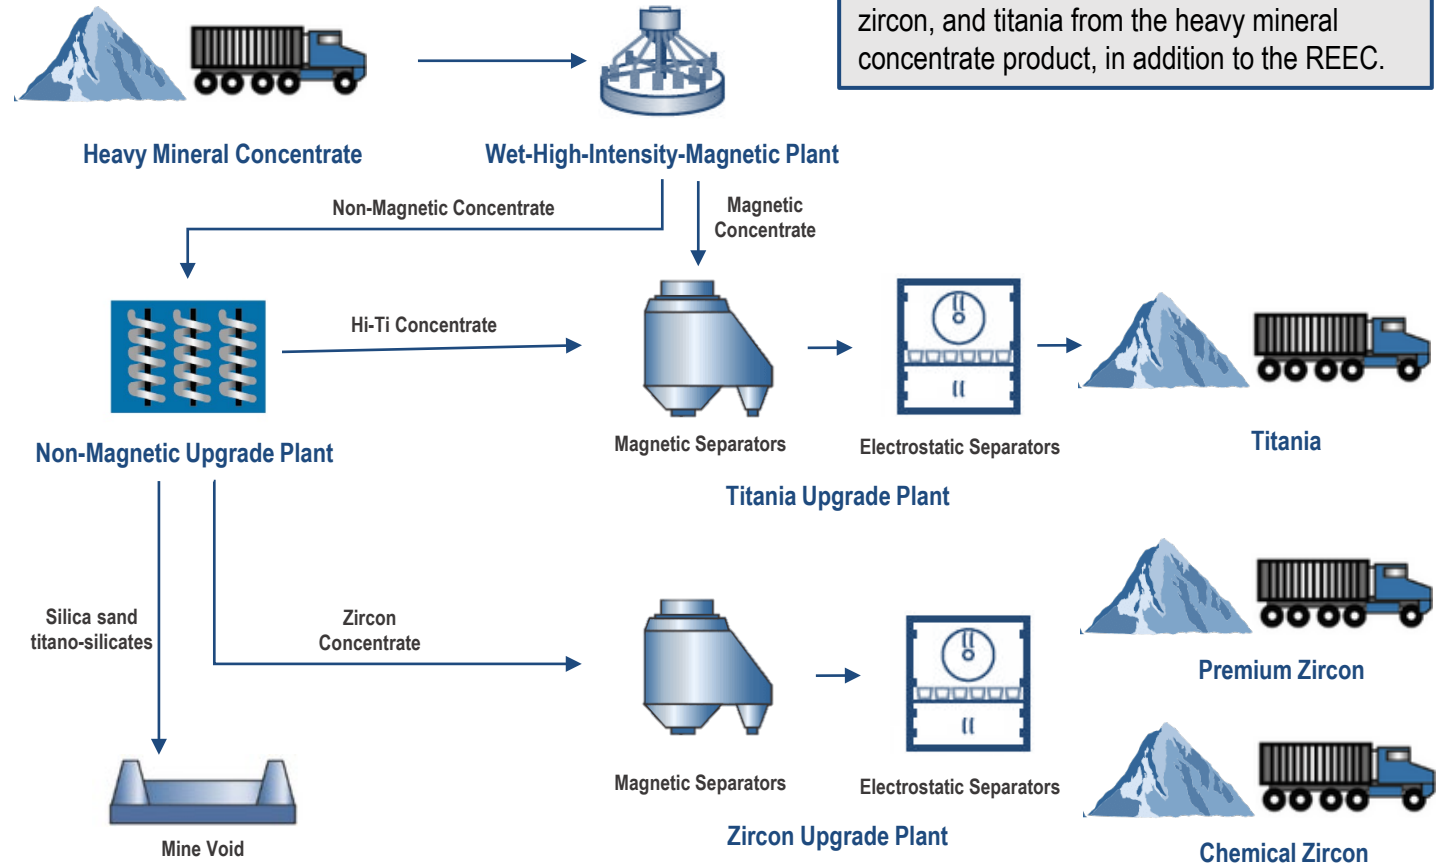 zircon, and titania from the heavy mineral
concentrate product, in addition to the REEC.
Heavy Mineral Concentrate
Wet-High-Intensity-Magnetic Plant
Non-Magnetic Concentrate
Magnetic
Concentrate
Hi-Ti Concentrate
Non-Magnetic Upgrade Plant
Magnetic Separators
Electrostatic Separators
Titania
Titania Upgrade Plant
Silica sand
titano-silicates
Zircon
Concentrate
Premium Zircon
Magnetic Separators
Electrostatic Separators
Zircon Upgrade Plant
Mine Void
Chemical Zircon